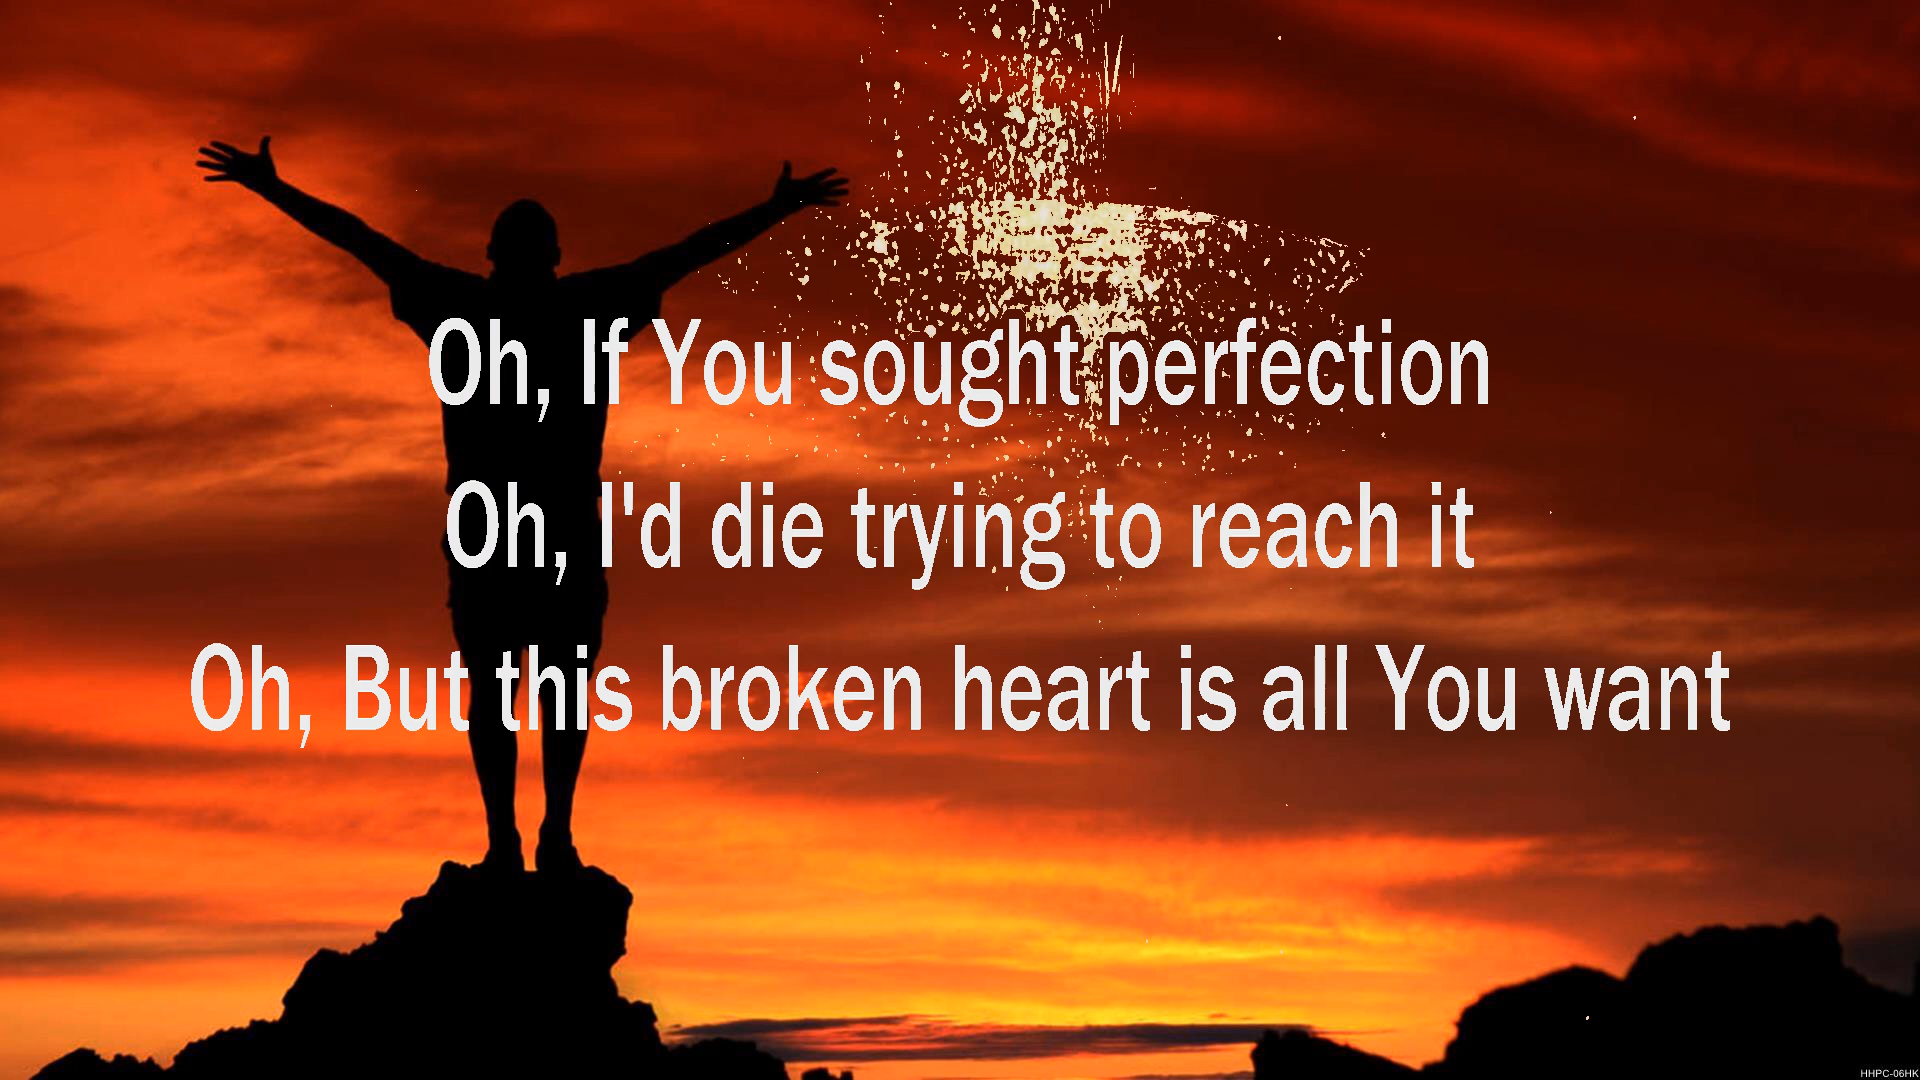 Oh, If You sought perfection
Oh, I'd die trying to reach it
Oh, But this broken heart is all You want
HHPC-06HK